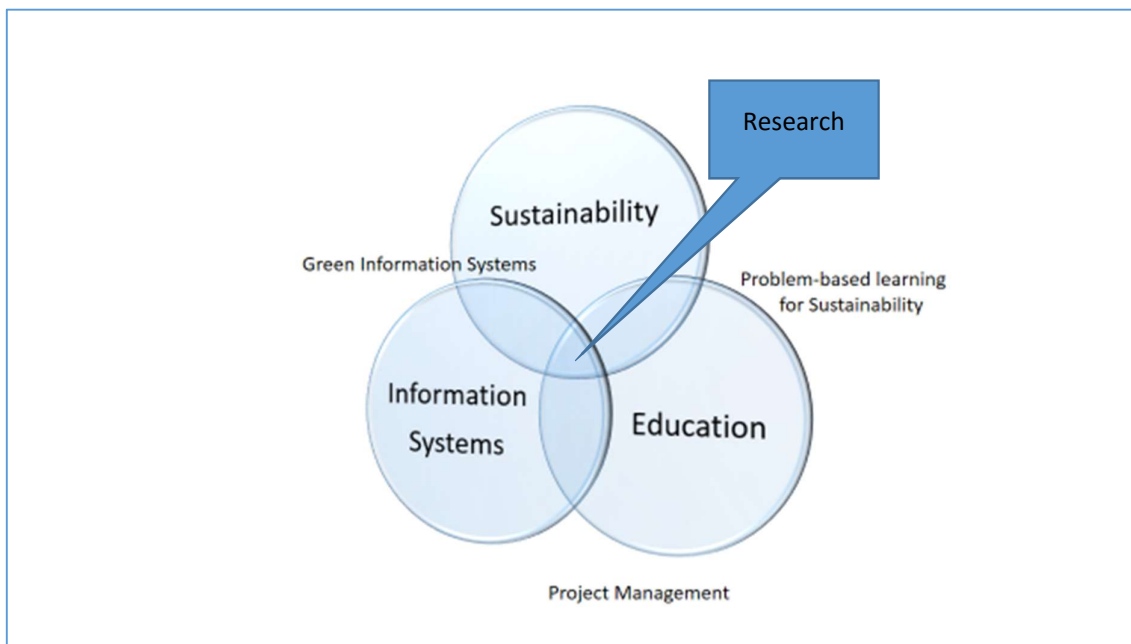 Research
Sustainability
Green Information Systems
Problem-based learning
for Sustainability
Information
Systems
Education
Project Management